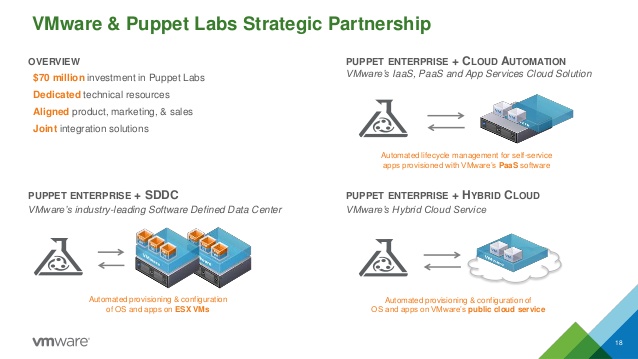 VMware & Puppet Labs Strategic Partnership
OVERVIEW
$70 million investment in Puppet Labs
Dedicated technical resources
Aligned product, marketing, & sales
Joint integration solutions
PUPPET ENTERPRISE + CLOUD AUTOMATION
VMware's IaaS, PaaS and App Services Cloud Solution
Automated lifecycle management for self-service
apps provisioned with VMware's PaaS software
PUPPET ENTERPRISE + SDDC
VMware's industry-leading Software Defined Data Center
Automated provisioning & configuration
of OS and apps on ESX VMs
PUPPET ENTERPRISE + HYBRID CLOUD
VMware's Hybrid Cloud Service
Automated provisioning & configuration of
OS and apps on VMware's public cloud service
vmware
18